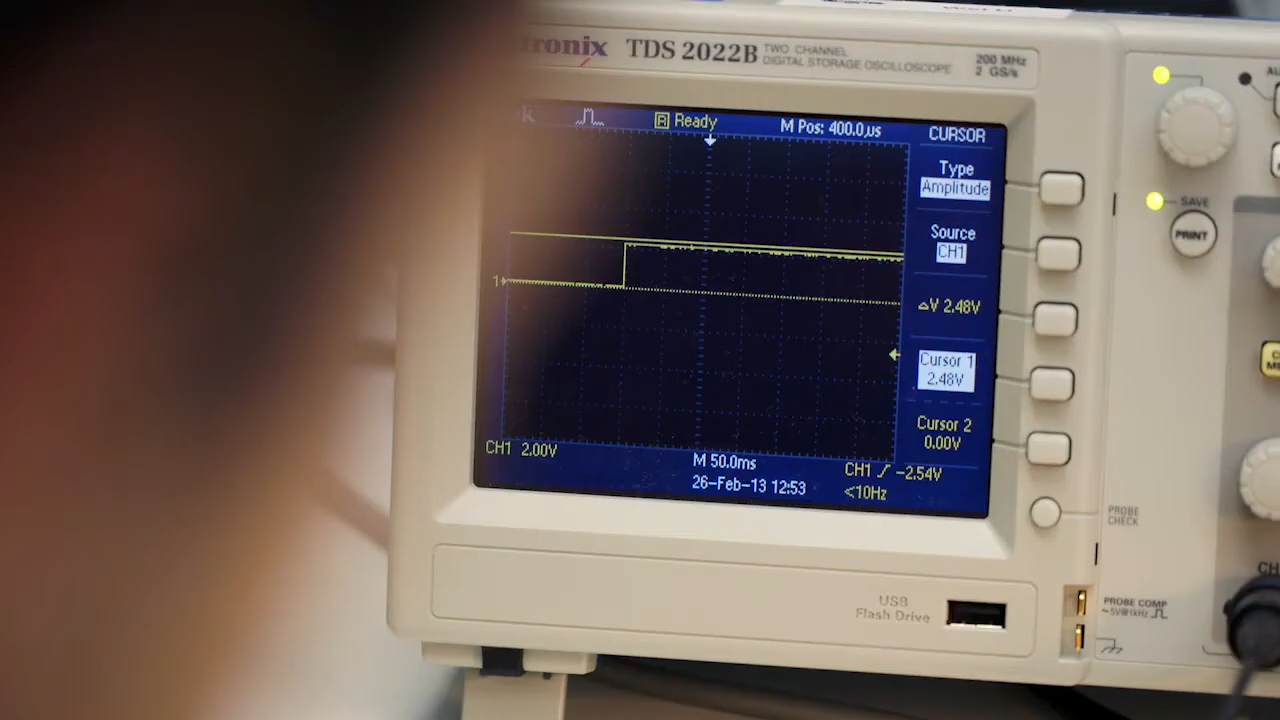 tronix TDS 2022B TWO CHANNEL
DIGITAL STORAGE OSCILLOSCOPE
200 MHz
2 GS/s
k Ready M Pos: 400.0µs
CURSOR
Type
Amplitude
Source
CH1
△V 2.48V
Cursor 1
2.48V
Cursor 2
0.00V
1
CH1 2.00V
M 50.0ms
CH1 −2.54V
26-Feb-13 12:53
<10Hz
SAVE
PRINT
PROBE
CHECK
USB
Flash Drive
PROBE COMP
~5V@1kHz